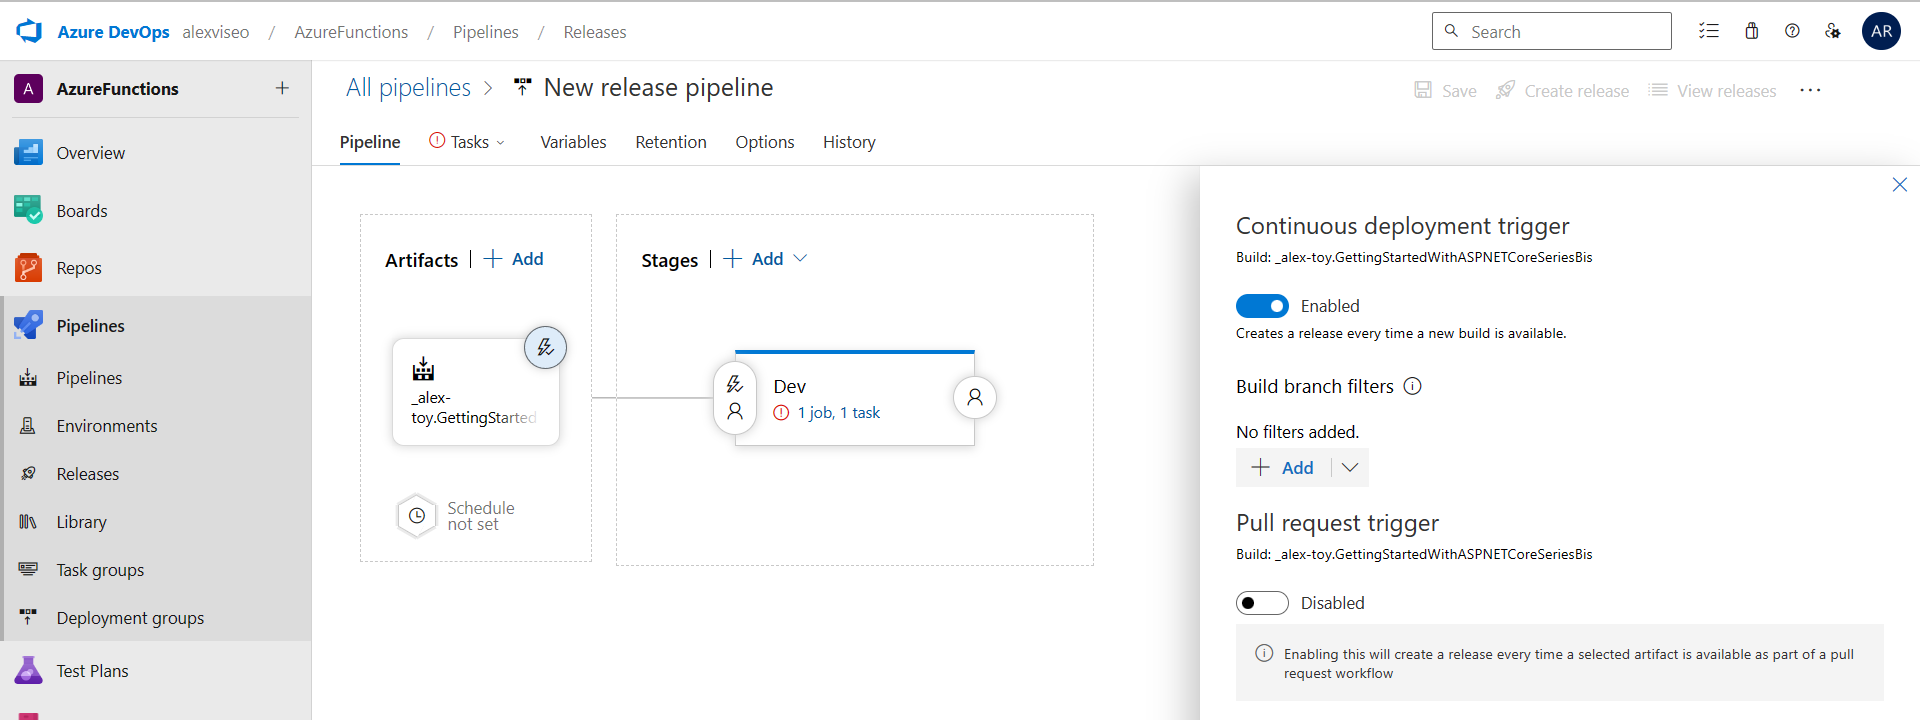 Azure DevOps alexviseo / AzureFunctions / Pipelines / Releases
Search
AR
A AzureFunctions
Overview
Boards
Repos
Pipelines
Pipelines
Environments
Releases
Library
Task groups
Deployment groups
Test Plans
All pipelines > New release pipeline
Save Create release View releases ...
Pipeline Tasks Variables Retention Options History
Artifacts | + Add
_alex-
toy.GettingStarted
Schedule
not set
Stages | + Add
Dev
1 job, 1 task
Continuous deployment trigger
Build: _alex-toy.GettingStartedWithASPNETCoreSeriesBis
Enabled
Creates a release every time a new build is available.
Build branch filters
No filters added.
+ Add
Pull request trigger
Build: _alex-toy.GettingStartedWithASPNETCoreSeriesBis
Disabled
Enabling this will create a release every time a selected artifact is available as part of a pull
request workflow